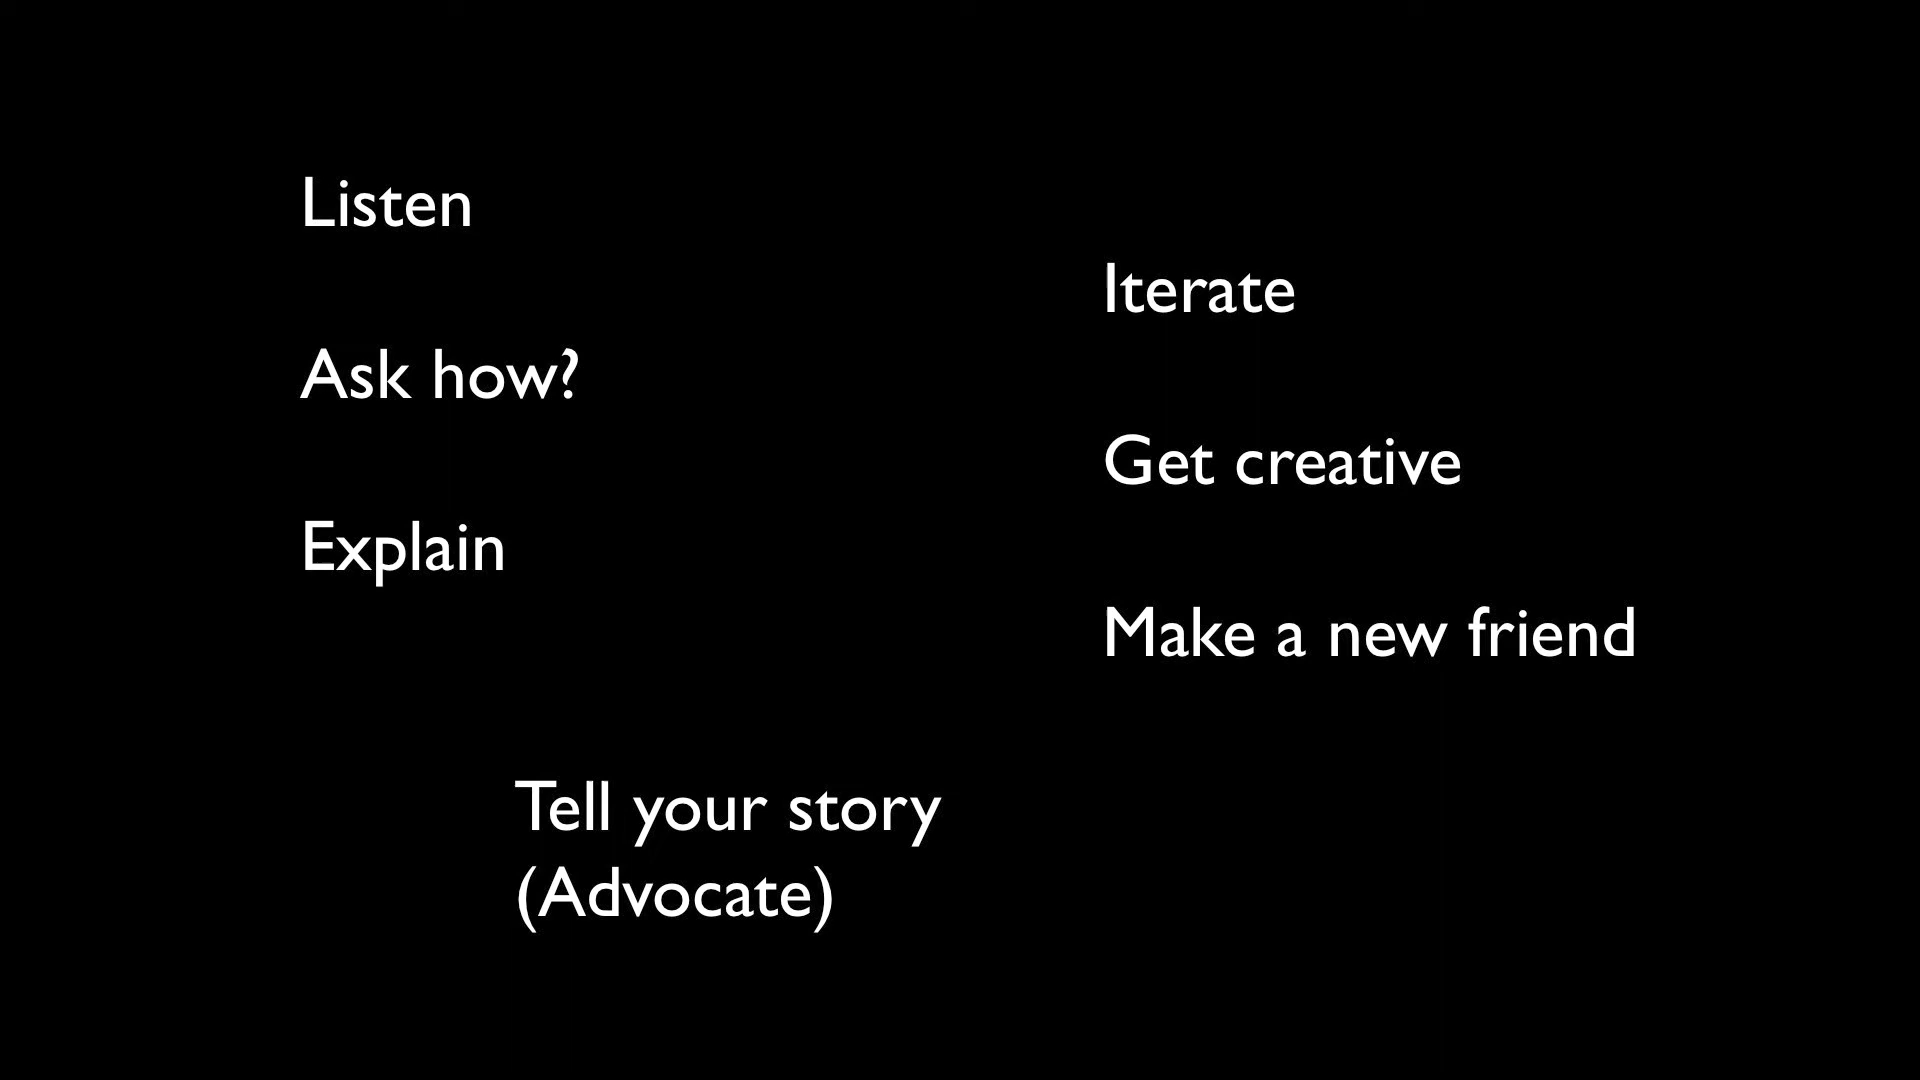 Listen
Ask how?
Explain
Iterate
Get creative
Make a new friend
Tell your story
(Advocate)